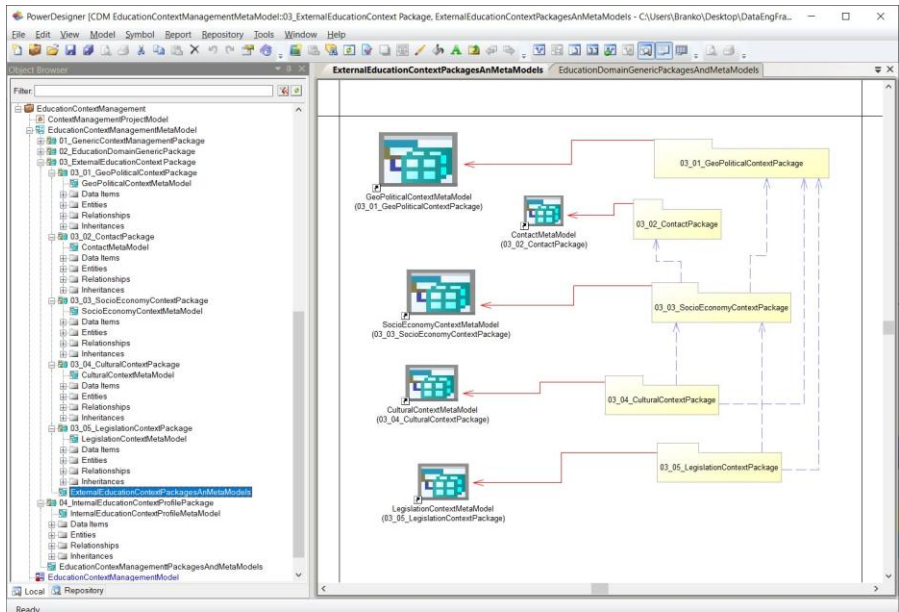 PowerDesigner [CDM EducationContextManagementMetaModel::03_ExternalEducationContext Package, ExternalEducationContextPackagesAnMetaModels - C:\Users\Branko\Desktop\DataEngFra...
File Edit View Model Symbol Report Repository Tools Window Help
Object Browser
Filter:
EducationContextManagement
ContextManagementProjectModel
EducationContextManagementMetaModel
01_GenericContextManagementPackage
02_EducationDomainGenericPackage
03_ExternalEducationContextPackage
03_01_GeoPoliticalContextPackage
GeoPoliticalContextMetaModel
Data Items
Entities
Relationships
Inheritances
03_02_ContactPackage
ContactMetaModel
Data Items
Entities
Relationships
Inheritances
03_03_SocioEconomyContextPackage
SocioEconomyContextMetaModel
Data Items
Entities
Relationships
Inheritances
03_04_CulturalContextPackage
CulturalContextMetaModel
Data Items
Entities
Relationships
Inheritances
03_05_LegislationContextPackage
LegislationContextMetaModel
Data Items
Entities
Relationships
Inheritances
ExternalEducationContextPackagesAnMetaModels
04_InternalEducationContextProfilePackage
InternalEducationContextProfileMetaModel
Data Items
Entities
Relationships
Inheritances
EducationContextManagementtPackagesAndMetaModels
EducationContextManagementModel
Local Repository
Ready
ExternalEducationContextPackagesAnMetaModels EducationDomainGenericPackagesAndMetaModels
GeoPoliticalContextMetaModel
(03_01_GeoPoliticalContextPackage)
03_01_GeoPoliticalContextPackage
ContactMetaModel
(03_02_ContactPackage)
03_02_ContactPackage
SocioEconomyContextMetaModel
(03_03_SocioEconomyContextPackage)
03_03_SocioEconomyContextPackage
CulturalContextMetaModel
(03_04_CulturalContextPackage)
03_04_CulturalContextPackage
LegislationContextMetaModel
(03_05_LegislationContextPackage)
03_05_LegislationContextPackage